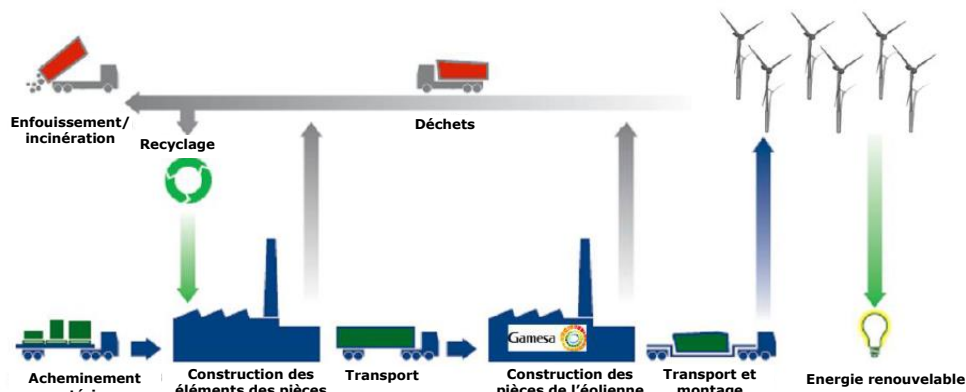 Enfouissement/
incinération
Recyclage
Déchets
Gamesa
Acheminement
Construction des
éléments des pièces
Transport
Construction des
pièces de l'éolienne
Transport et
montage
Energie renouvelable